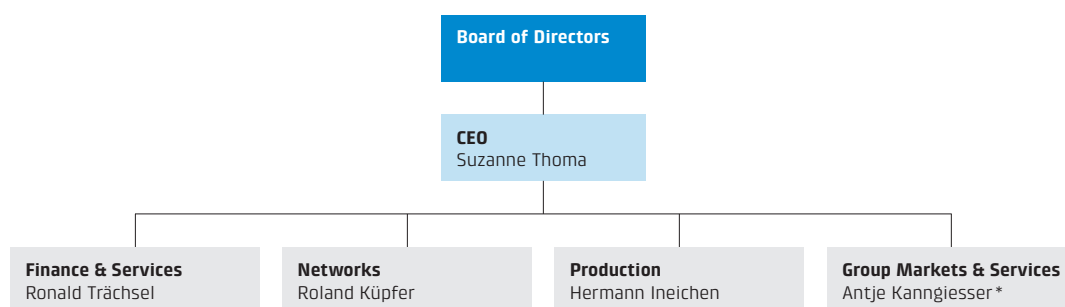 Board of Directors
CEO
Suzanne Thoma
Finance & Services
Ronald Trächsel
Networks
Roland Küpfer
Production
Hermann Ineichen
Group Markets & Services
Antje Kanngiesser *